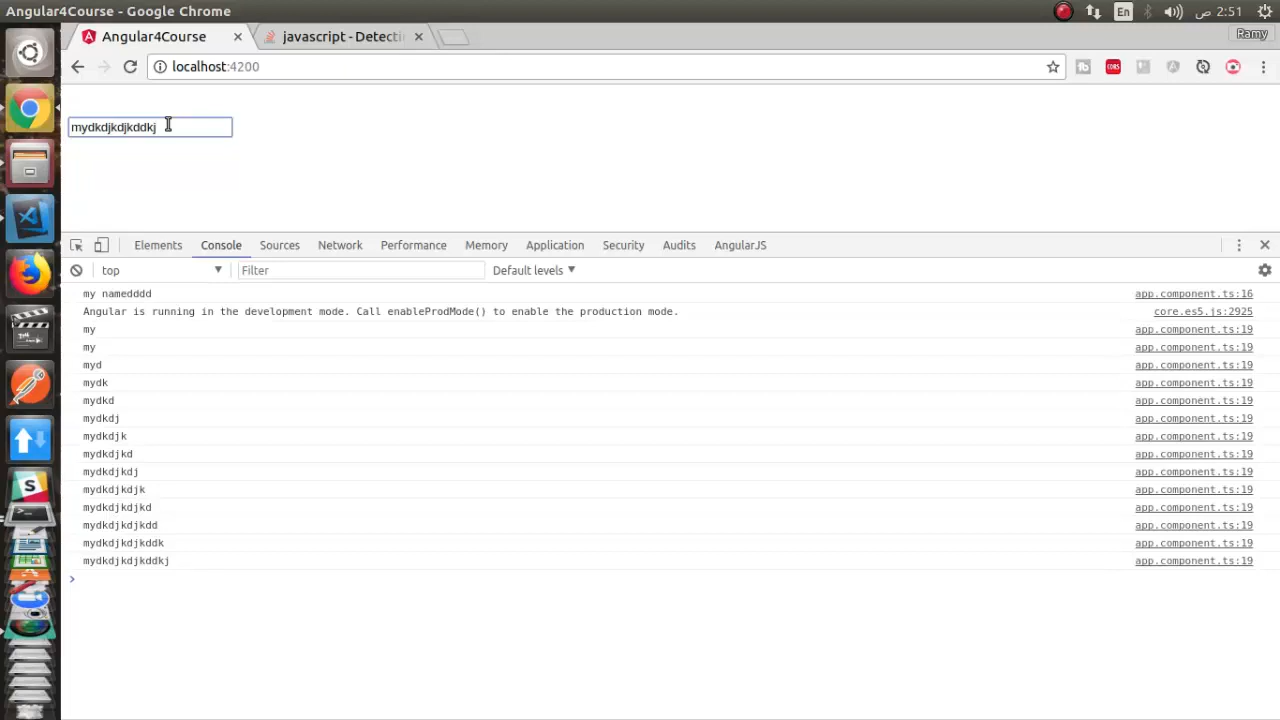 Angular4Course - Google Chrome
En
2:51 ص
Angular4Course
javascript - Detecti
Ramy
localhost:4200
CORS
mydkdjkdjkddkj
Elements Console Sources Network Performance Memory Application Security Audits AngularJS
top Filter Default levels
my namedddd app.component.ts:16
Angular is running in the development mode. Call enableProdMode() to enable the production mode. core.es5.js:2925
my app.component.ts:19
my app.component.ts:19
myd app.component.ts:19
mydk app.component.ts:19
mydkd app.component.ts:19
mydkdj app.component.ts:19
mydkdjk app.component.ts:19
mydkdjkd app.component.ts:19
mydkdjkdj app.component.ts:19
mydkdjkdjk app.component.ts:19
mydkdjkdjkd app.component.ts:19
mydkdjkdjkdd app.component.ts:19
mydkdjkdjkddk app.component.ts:19
mydkdjkdjkddkj app.component.ts:19